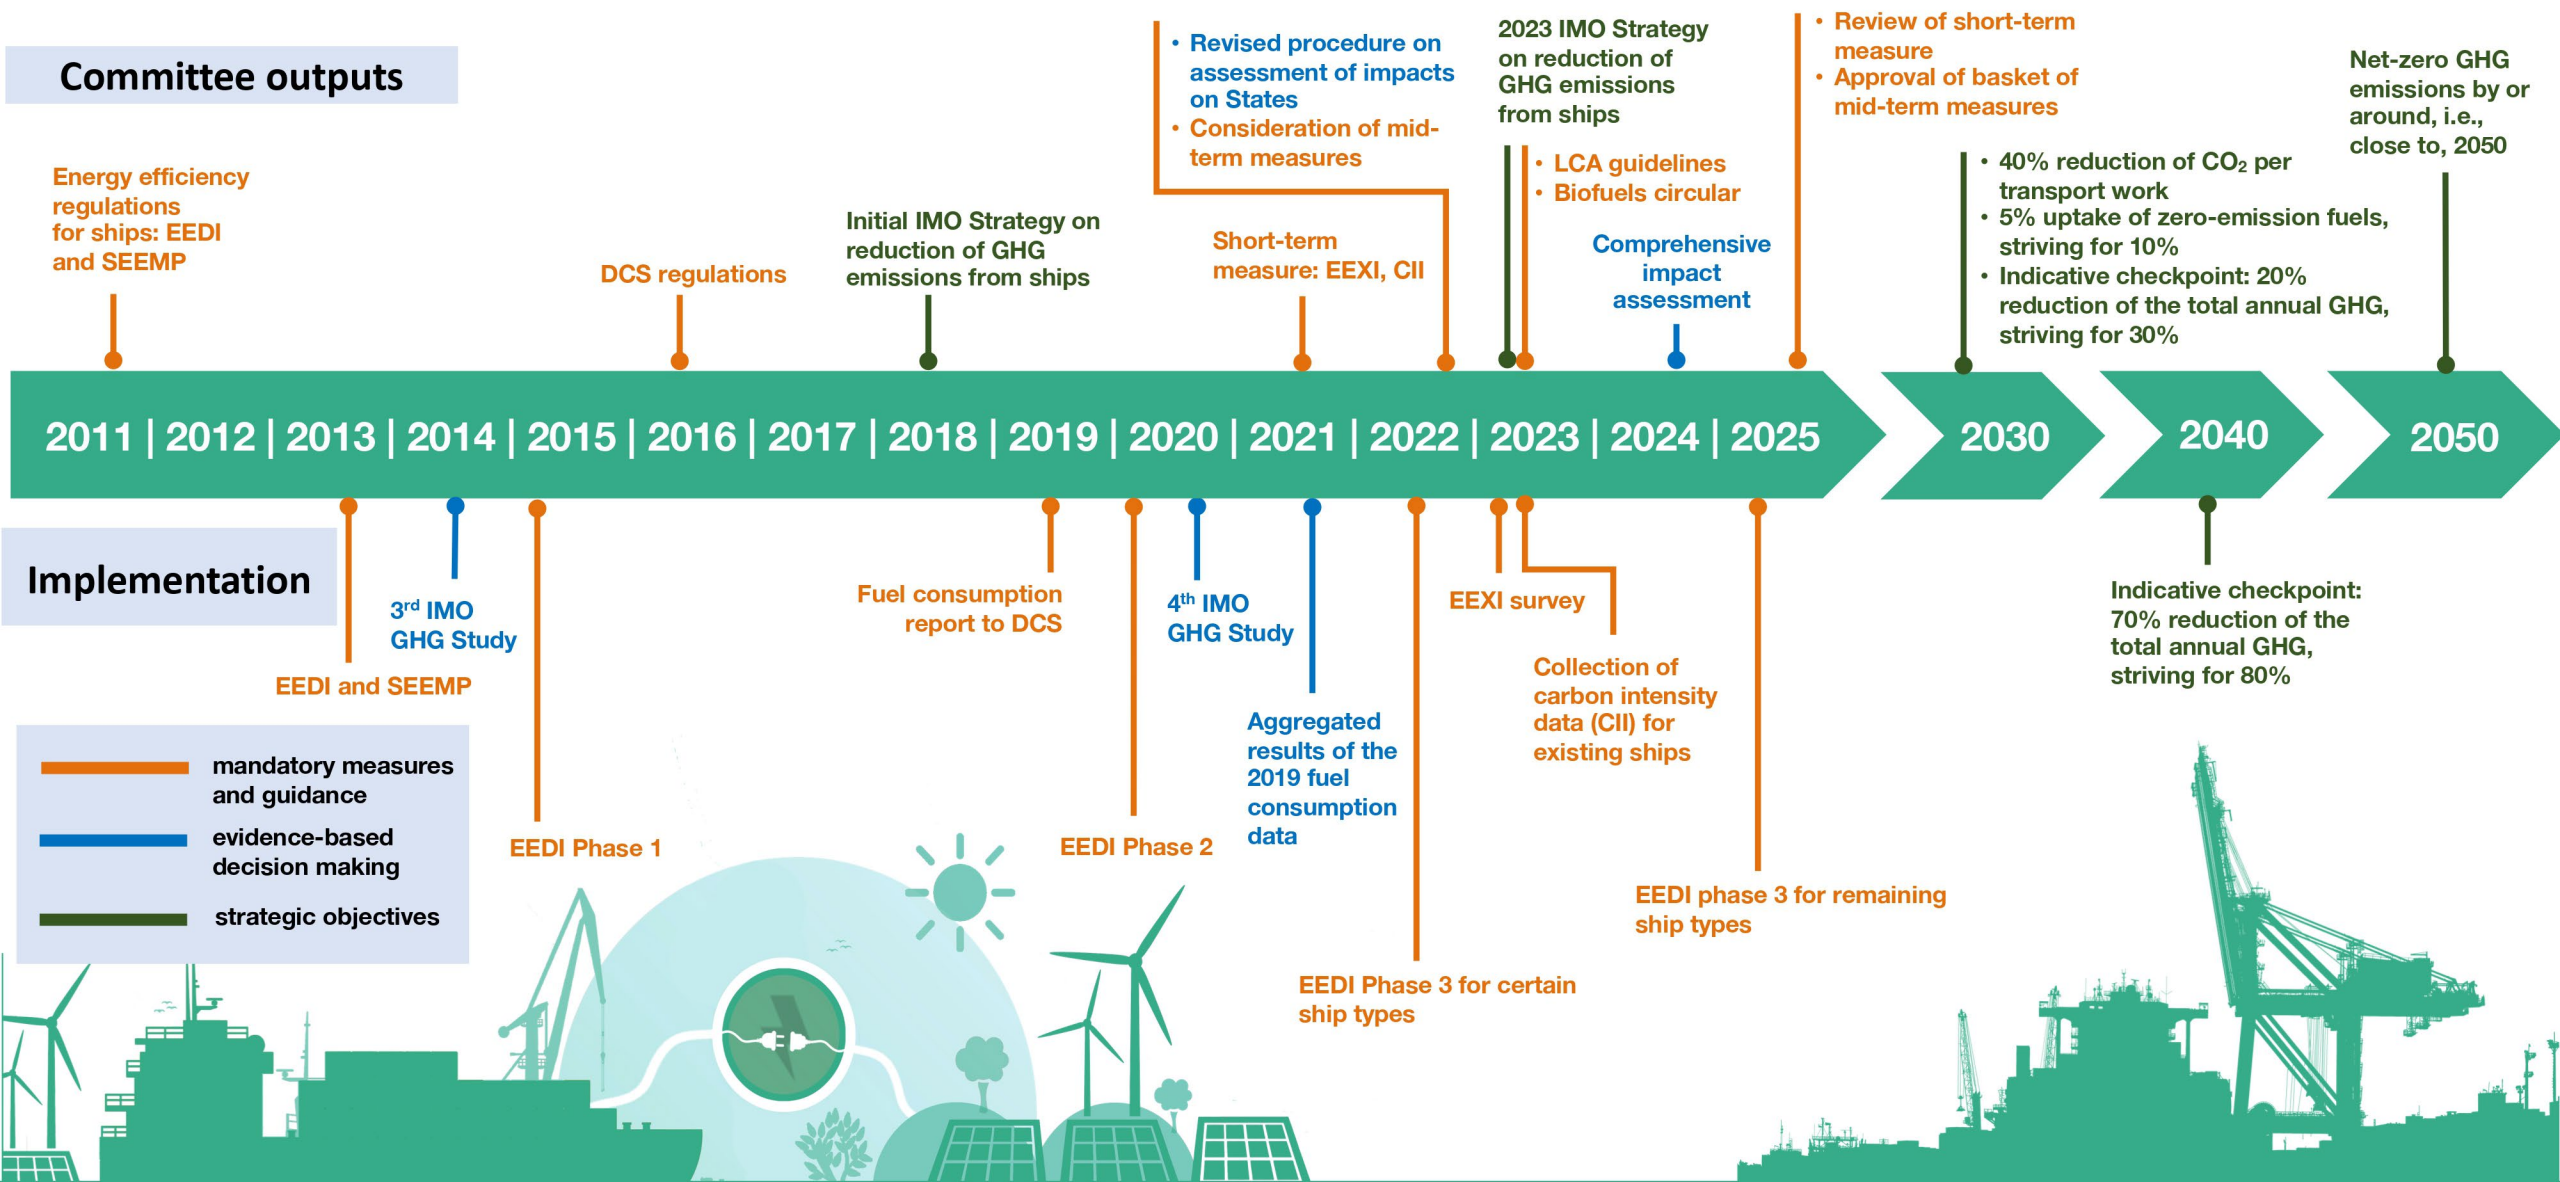 Committee outputs
Energy efficiency
regulations
for ships: EEDI
and SEEMP
DCS regulations
Initial IMO Strategy on
reduction of GHG
emissions from ships
• Revised procedure on
assessment of impacts
on States
• Consideration of mid-
term measures
Short-term
measure: EEXI, CII
2023 IMO Strategy
on reduction of
GHG emissions
from ships
• LCA guidelines
• Biofuels circular
Comprehensive
impact
assessment
• Review of short-term
measure
• Approval of basket of
mid-term measures
• 40% reduction of CO₂ per
transport work
• 5% uptake of zero-emission fuels,
striving for 10%
• Indicative checkpoint: 20%
reduction of the total annual GHG,
striving for 30%
Net-zero GHG
emissions by or
around, i.e.,
close to, 2050
2011 | 2012 | 2013 | 2014 | 2015 | 2016 | 2017 | 2018 | 2019 | 2020 | 2021 | 2022 | 2023 | 2024 | 2025
2030
2040
2050
Implementation
EEDI and SEEMP
3rd IMO
GHG Study
EEDI Phase 1
Fuel consumption
report to DCS
EEDI Phase 2
4th IMO
GHG Study
Aggregated
results of the
2019 fuel
consumption
data
EEDI Phase 3 for certain
ship types
EEXI survey
Collection of
carbon intensity
data (CII) for
existing ships
EEDI phase 3 for remaining
ship types
Indicative checkpoint:
70% reduction of the
total annual GHG,
striving for 80%
mandatory measures
and guidance
evidence-based
decision making
strategic objectives